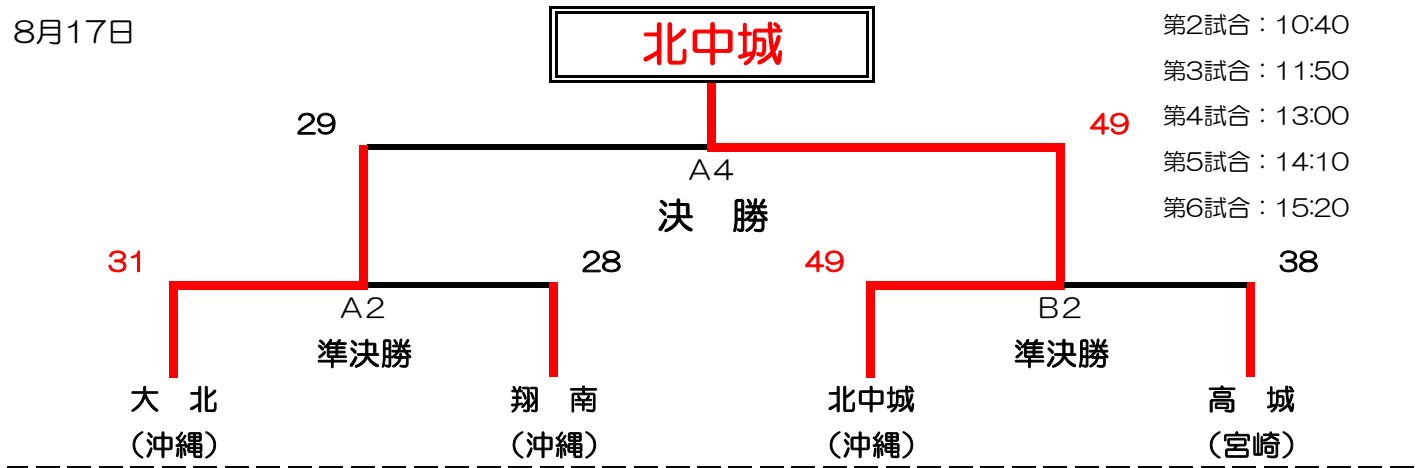 8月17日
北中城
第2試合：10:40
第3試合：11:50
第4試合：13:00
第5試合：14:10
第6試合：15:20
29
49
A4
決　勝
31
28
49
38
A2
B2
準決勝
準決勝
大　北
翔　南
北中城
高　城
（沖縄）
（沖縄）
（沖縄）
（宮崎）